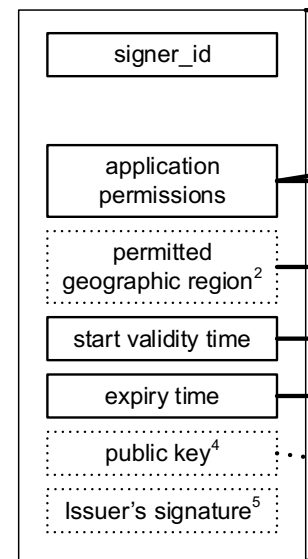 signer_id
application
permissions
permitted
geographic region²
start validity time
expiry time
public key⁴
Issuer’s signature⁵